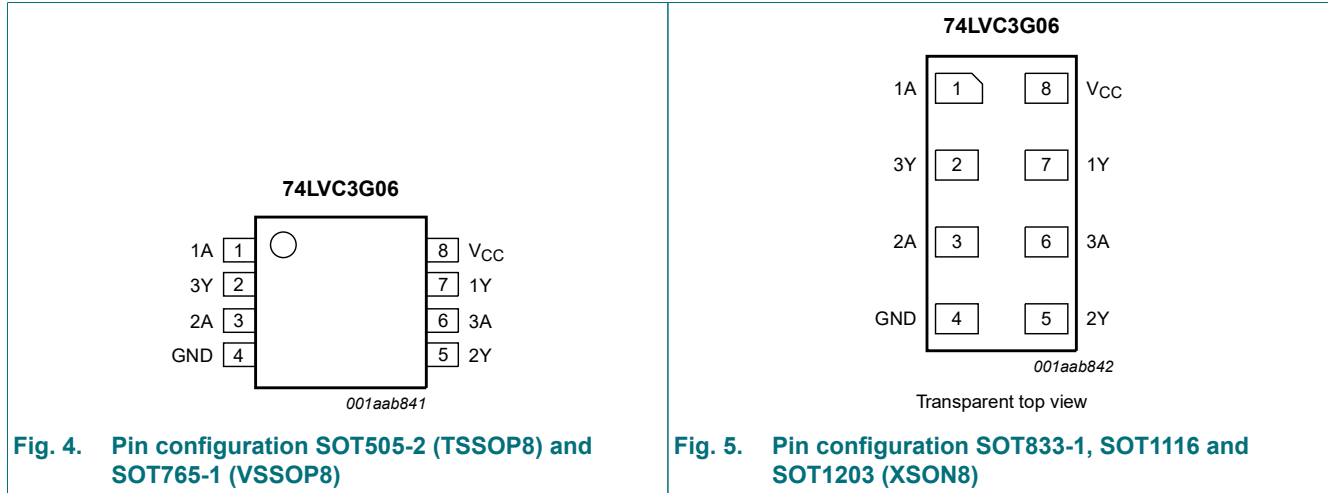 74LVC3G06
1A 1 8 VCC
3Y 2 7 1Y
2A 3 6 3A
GND 4 5 2Y
001aab841
Fig. 4. Pin configuration SOT505-2 (TSSOP8) and
SOT765-1 (VSSOP8)
74LVC3G06
1A 1 8 VCC
3Y 2 7 1Y
2A 3 6 3A
GND 4 5 2Y
001aab842
Transparent top view
Fig. 5. Pin configuration SOT833-1, SOT1116 and
SOT1203 (XSON8)